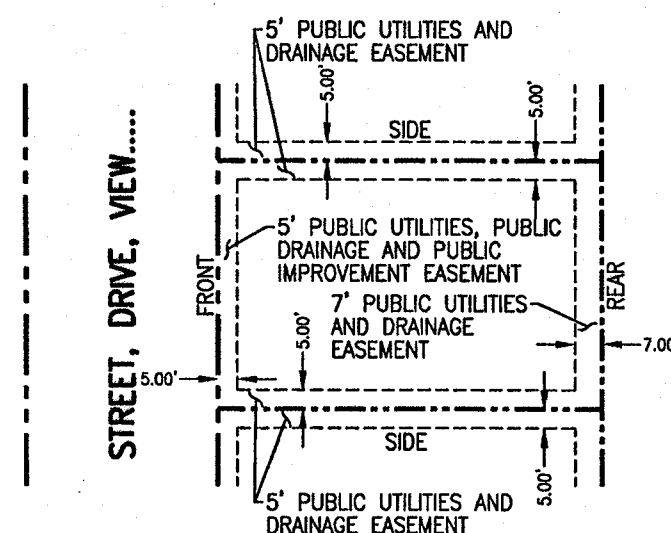 5' PUBLIC UTILITIES AND
DRAINAGE EASEMENT
5.00'
5.00'
SIDE
STREET, DRIVE, VIEW.....
FRONT
5' PUBLIC UTILITIES, PUBLIC
DRAINAGE AND PUBLIC
IMPROVEMENT EASEMENT
7' PUBLIC UTILITIES
AND DRAINAGE
EASEMENT
REAR
5.00'
5.00'
7.00
SIDE
5.00'
5' PUBLIC UTILITIES AND
DRAINAGE EASEMENT